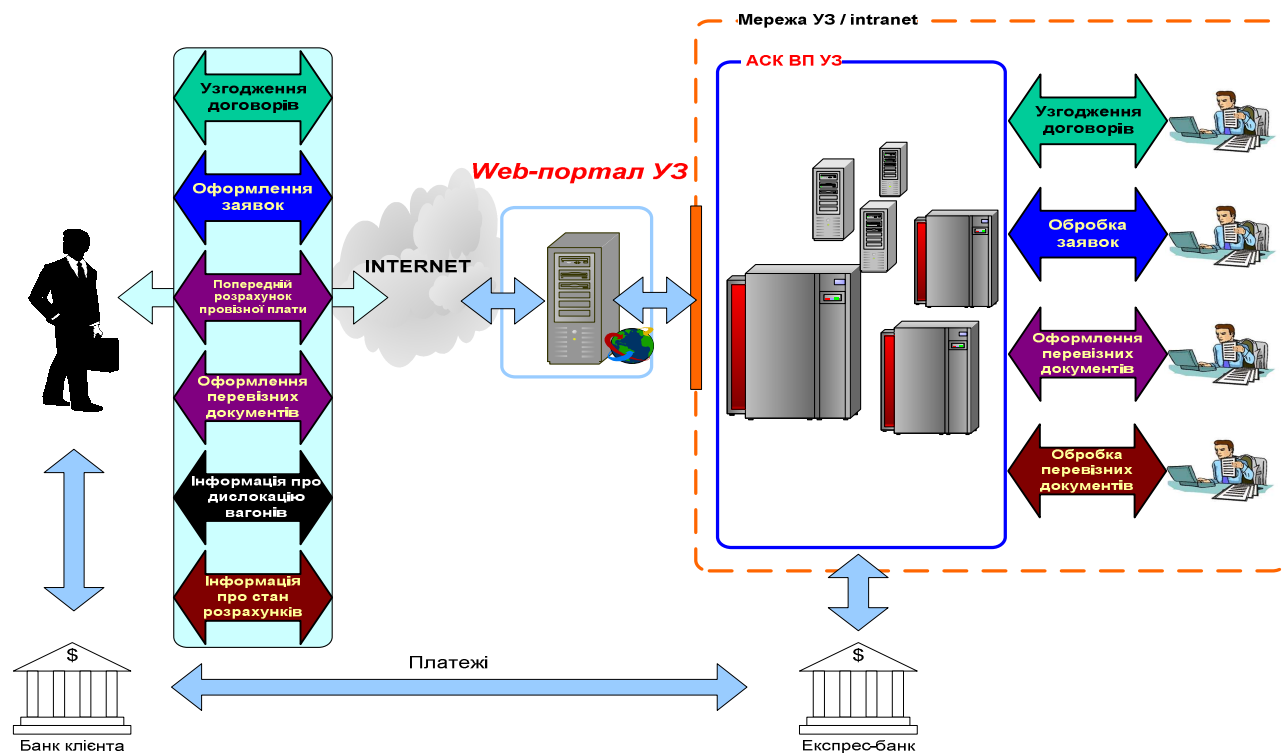 Мережа УЗ / intranet
АСК ВП УЗ
Узгодження
договорів
Оформлення
заявок
Попередній
розрахунок
провізної плати
Оформлення
перевізних
документів
Інформація про
дислокацію
вагонів
Інформація
про стан
розрахунків
INTERNET
Web-портал УЗ
Узгодження
договорів
Обробка
заявок
Оформлення
перевізних
документів
Обробка
перевізних
документів
$
Банк клієнта
Платежі
$
Експрес-банк